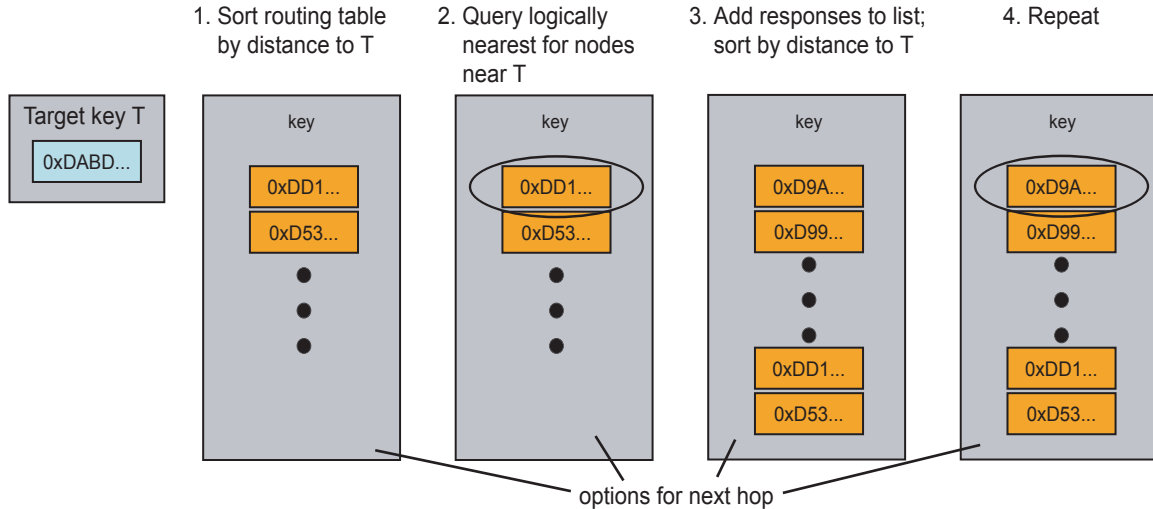 1. Sort routing table
by distance to T
2. Query logically
nearest for nodes
near T
3. Add responses to list;
sort by distance to T
4. Repeat
Target key T
0xDABD...
key
0xDD1...
0xD53...
key
0xDD1...
0xD53...
key
0xD9A...
0xD99...
0xDD1...
0xD53...
key
0xD9A...
0xD99...
0xDD1...
0xD53...
options for next hop